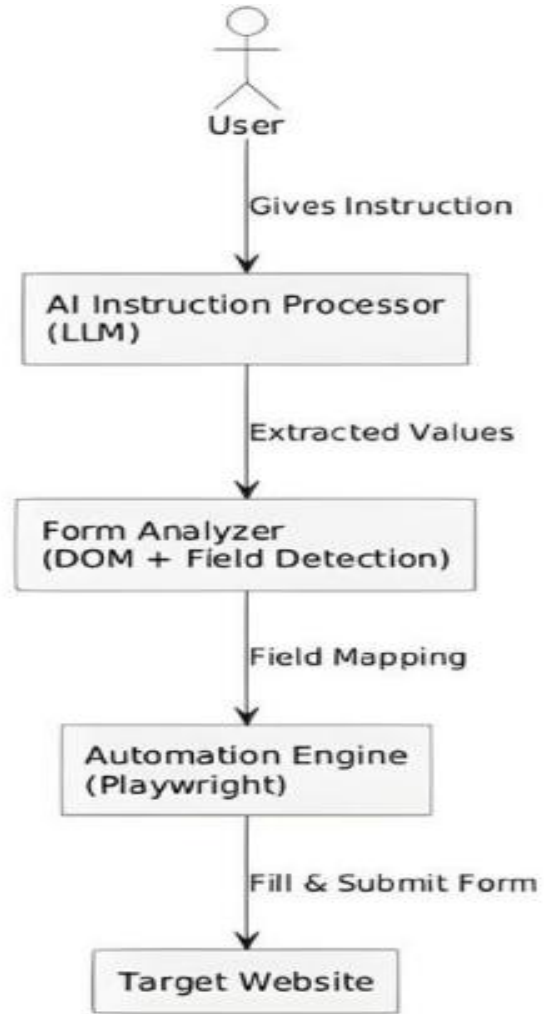 User
Gives Instruction
AI Instruction Processor
(LLM)
Extracted Values
Form Analyzer
(DOM + Field Detection)
Field Mapping
Automation Engine
(Playwright)
Fill & Submit Form
Target Website